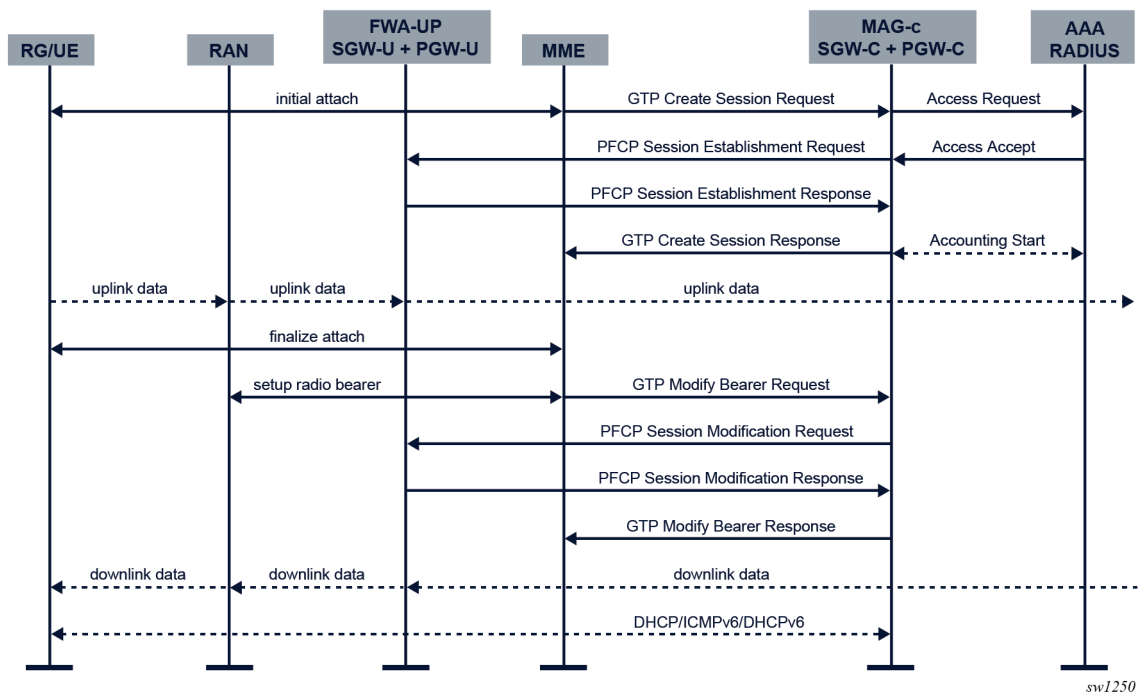 FWA-UP
MAG-c
AAA
RG/UE
RAN
SGW-U + PGW-U
MME
SGW-C + PGW-C
RADIUS
initial attach
GTP Create Session Request
Access Request
PFCP Session Establishment Request
Access Accept
PFCP Session Establishment Response
GTP Create Session Response
Accounting Start
uplink data
uplink data
uplink data
finalize attach
setup radio bearer
GTP Modify Bearer Request
PFCP Session Modification Request
PFCP Session Modification Response
GTP Modify Bearer Response
downlink data
downlink data
downlink data
DHCP/ICMPv6/DHCPv6
sw1250